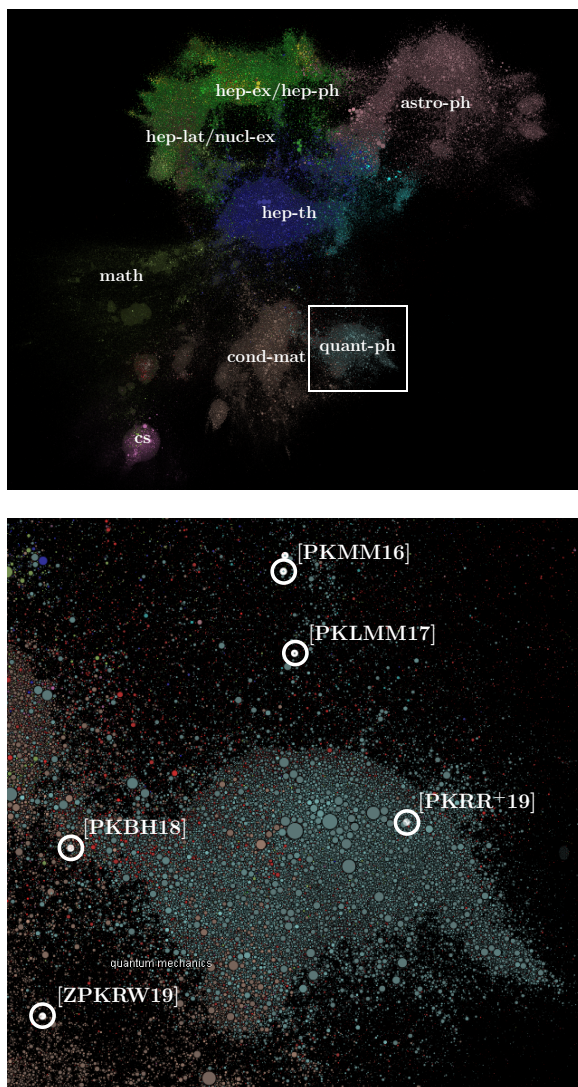 hep-ex/hep-ph
astro-ph
hep-lat/nucl-ex
hep-th
math
quant-ph
cond-mat
cs
[PKMM16]
[PKLMM17]
[PKRR+19]
[PKBH18]
quantum mechanics
[ZPKRW19]